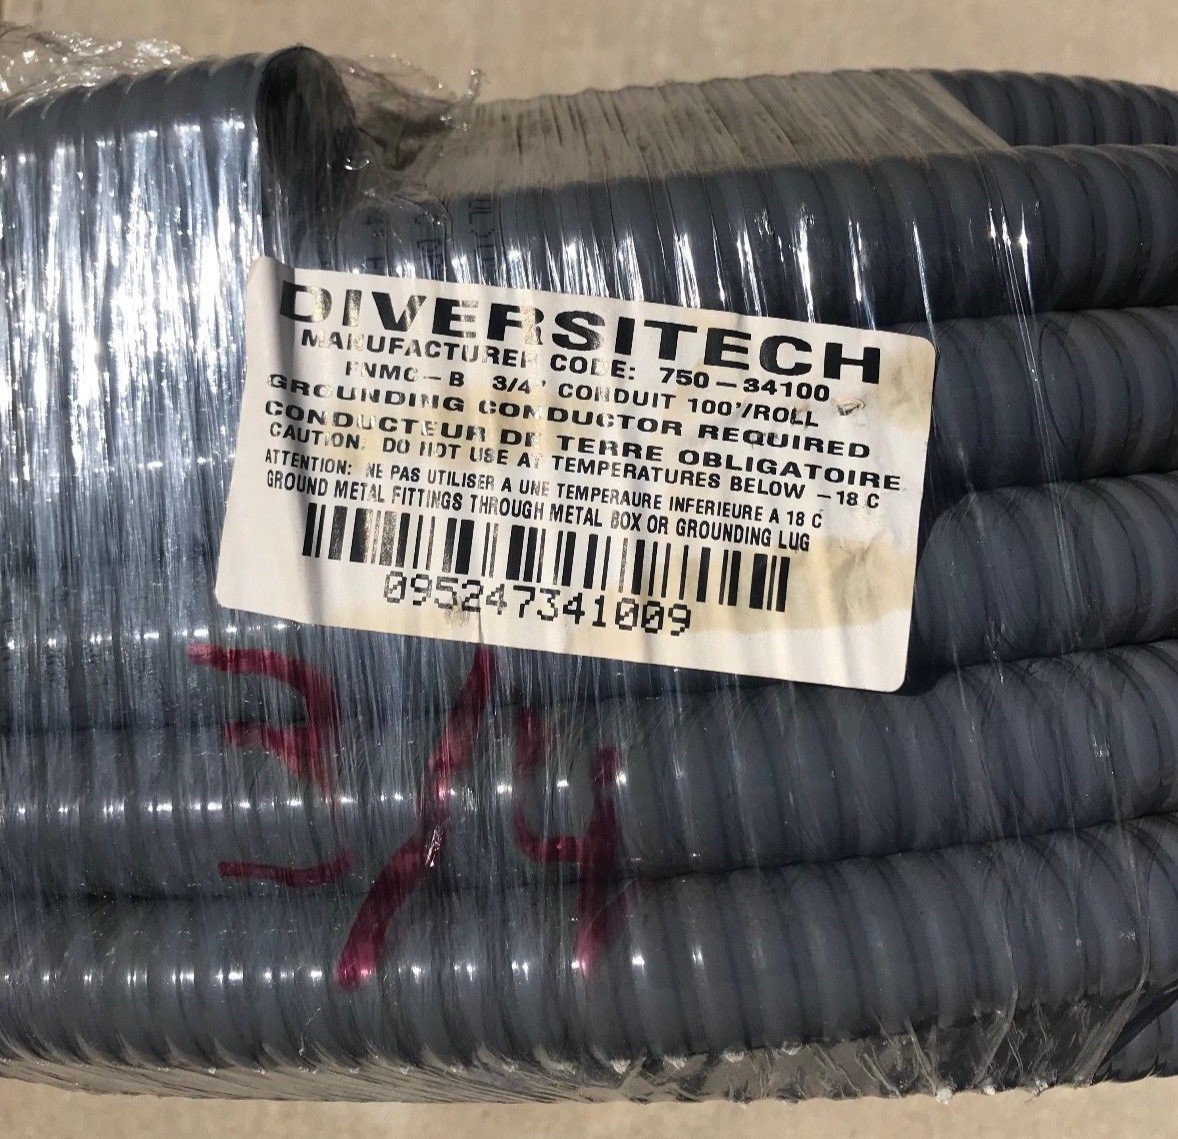 DIVERSITECH
MANUFACTURER CODE: 750-34100
FNMC-B 3/4" CONDUIT 100'/ROLL
GROUNDING CONDUCTOR REQUIRED
CONDUCTEUR DE TERRE OBLIGATOIRE
CAUTION: DO NOT USE AT TEMPERATURES BELOW -18 C
ATTENTION: NE PAS UTILISER A UNE TEMPERAURE INFERIEURE A 18 C
GROUND METAL FITTINGS THROUGH METAL BOX OR GROUNDING LUG
095247341009
3/4